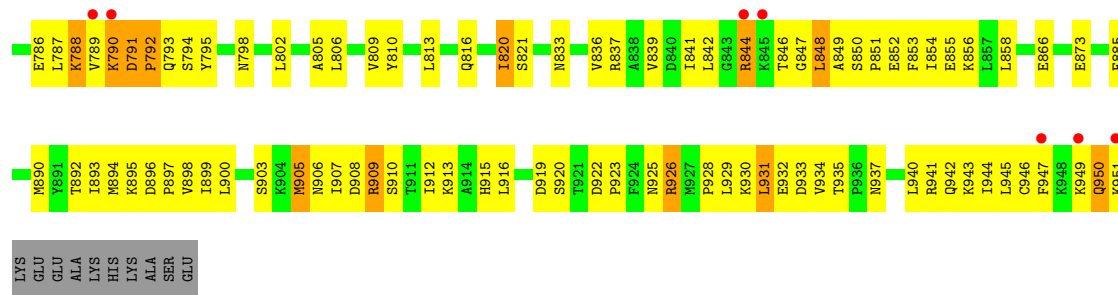 E786 L787 K788 V789 K790 D791 P792 Q793 S794 Y795 N798 L802 A805 L806 V809 Y810 L813 Q816 I820 S821 N833 V836 R837 A838 V839 D840 I841 L842 G843 R844 K845 T846 G847 L848 A849 S850 P851 E852 F853 I854 E855 K856 L857 L858 E866 E873
M890 Y891 T892 I893 M894 K895 D896 P897 V898 I899 L900 S903 K904 M905 N906 I907 D908 R909 S910 T911 I912 K913 A914 H915 L916 D919 S920 T921 D922 P923 F924 N925 R926 M927 P928 L929 K930 L931 E932 D933 V934 T935 P936 N937 L940 R941 Q942 K943 I944 L945 C946 F947 K948 K949 Q950
LYS GLU GLU ALA LYS HIS LYS ALA SER GLU